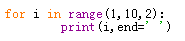 for i in range(1,10,2):
    print(i,end=' ')